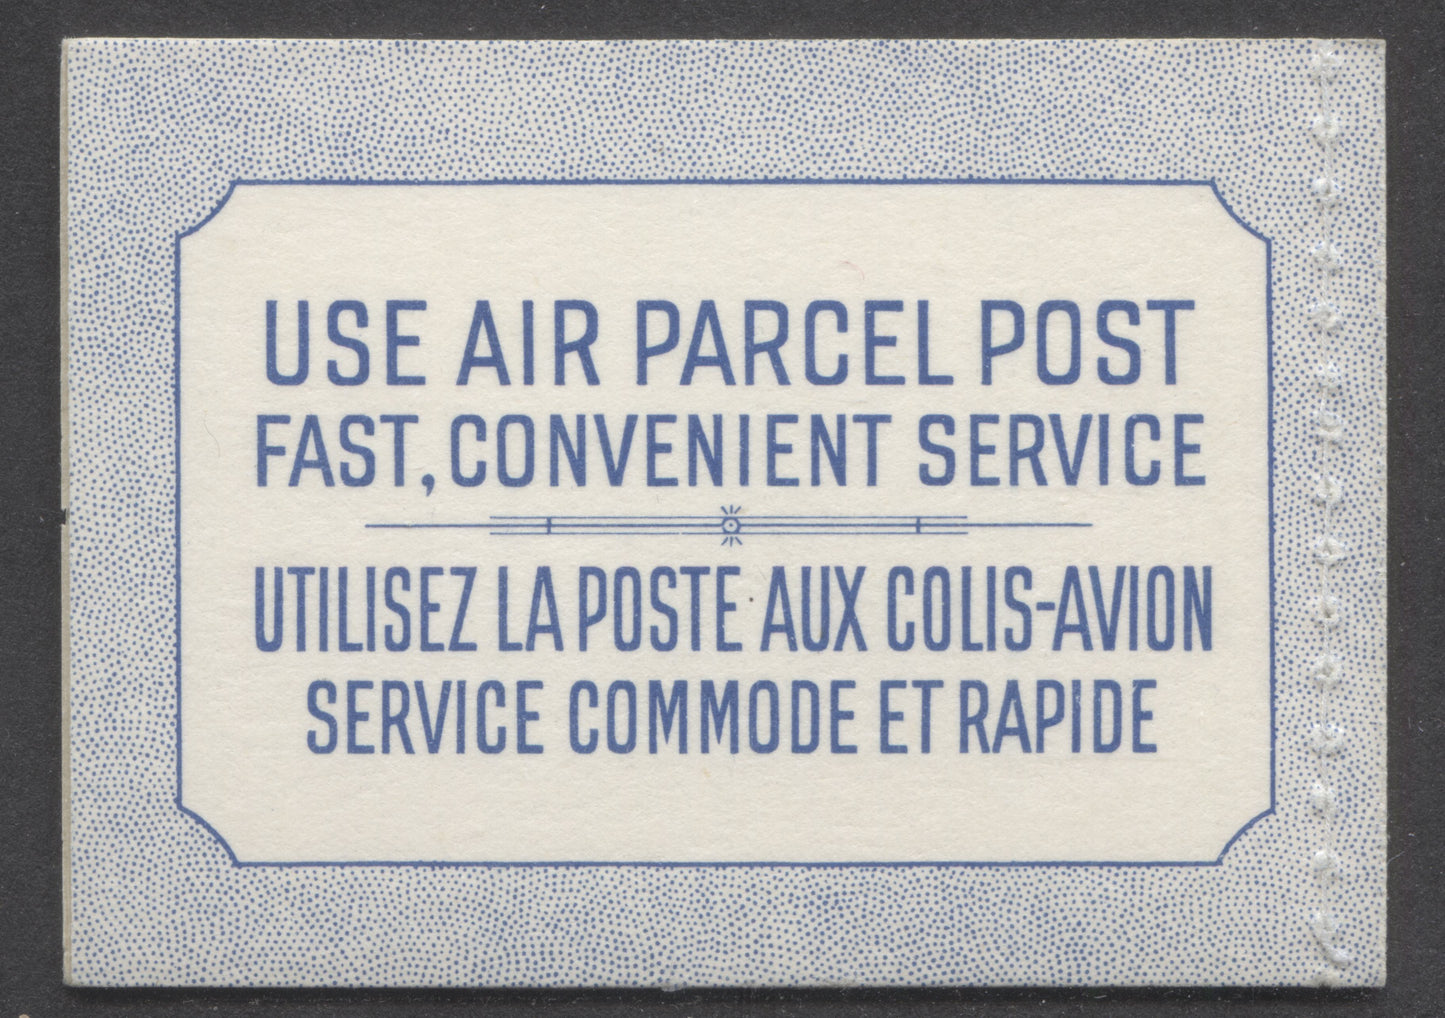 USE AIR PARCEL POST
FAST, CONVENIENT SERVICE
UTILISEZ LA POSTE AUX COLIS-AVION
SERVICE COMMODE ET RAPIDE